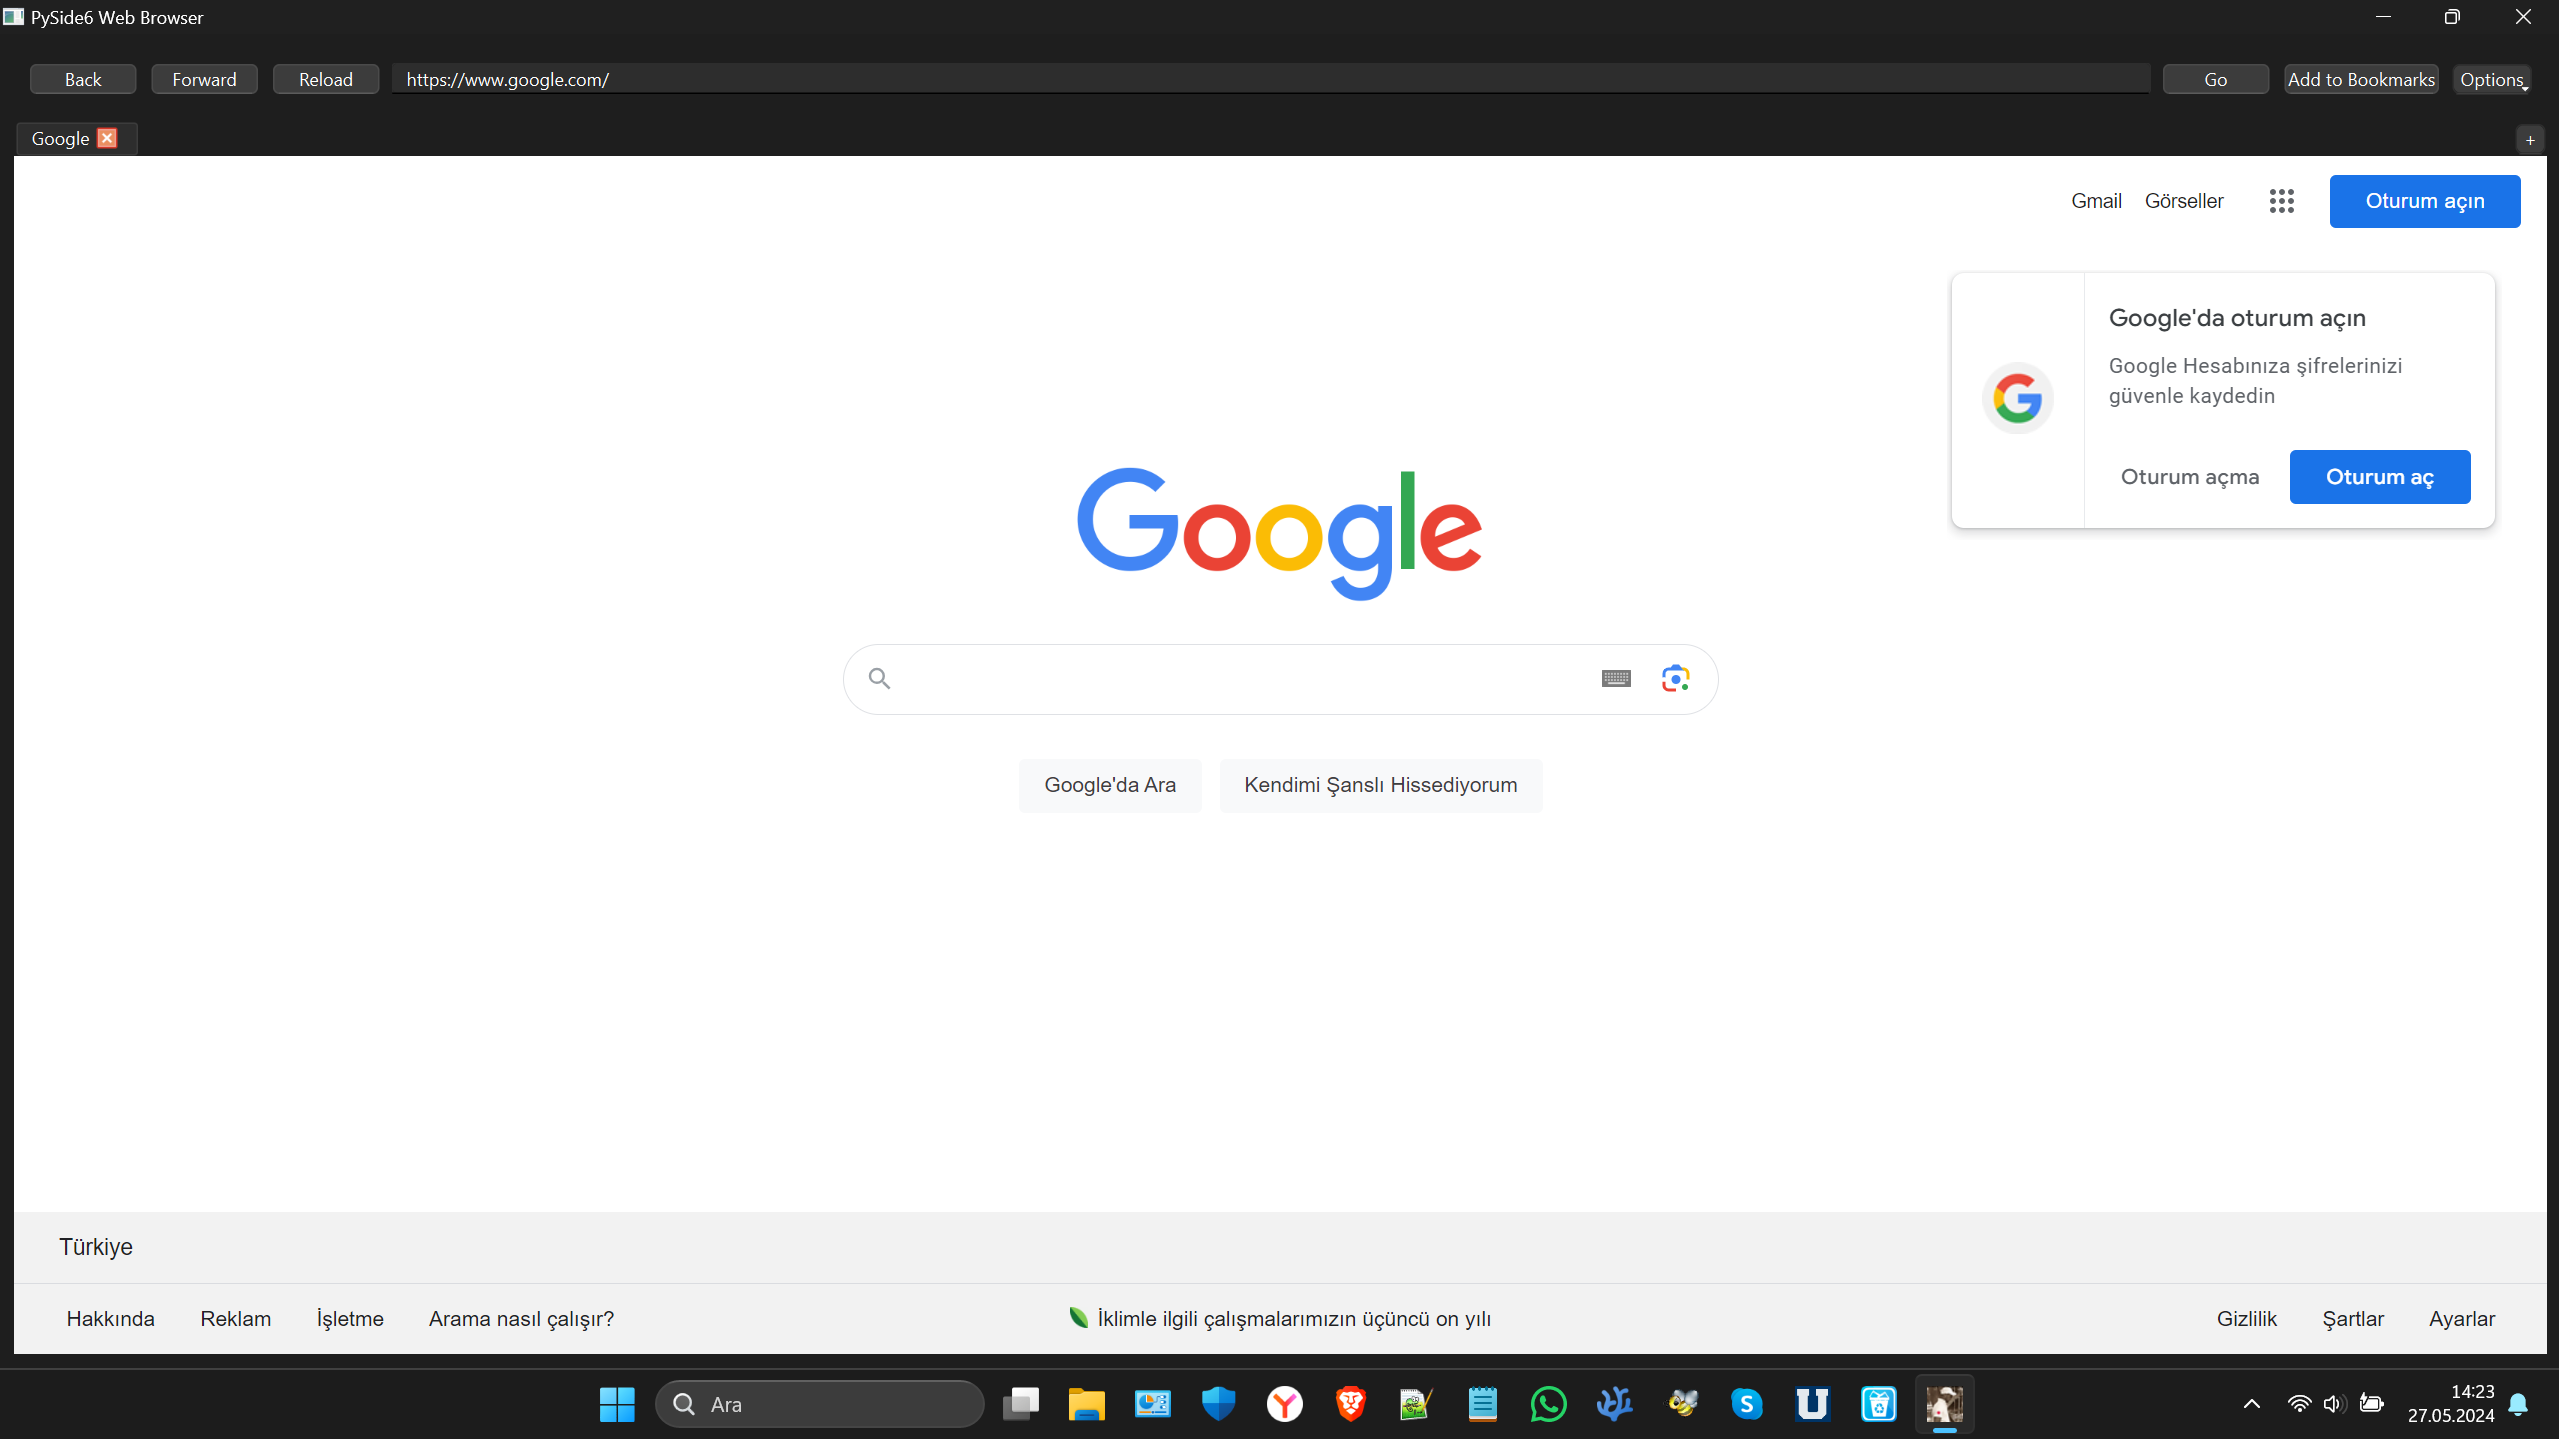 PySide6 Web Browser
Back Forward Reload https://www.google.com/ Go Add to Bookmarks Options
Google +
Gmail Görseller Oturum açın
Google'da oturum açın
Google Hesabınıza şifrelerinizi
güvenle kaydedin
Oturum açma Oturum aç
Google
Google'da Ara Kendimi Şanslı Hissediyorum
Türkiye
Hakkında Reklam İşletme Arama nasıl çalışır? İklimle ilgili çalışmalarımızın üçüncü on yılı Gizlilik Şartlar Ayarlar
Ara
14:23
27.05.2024